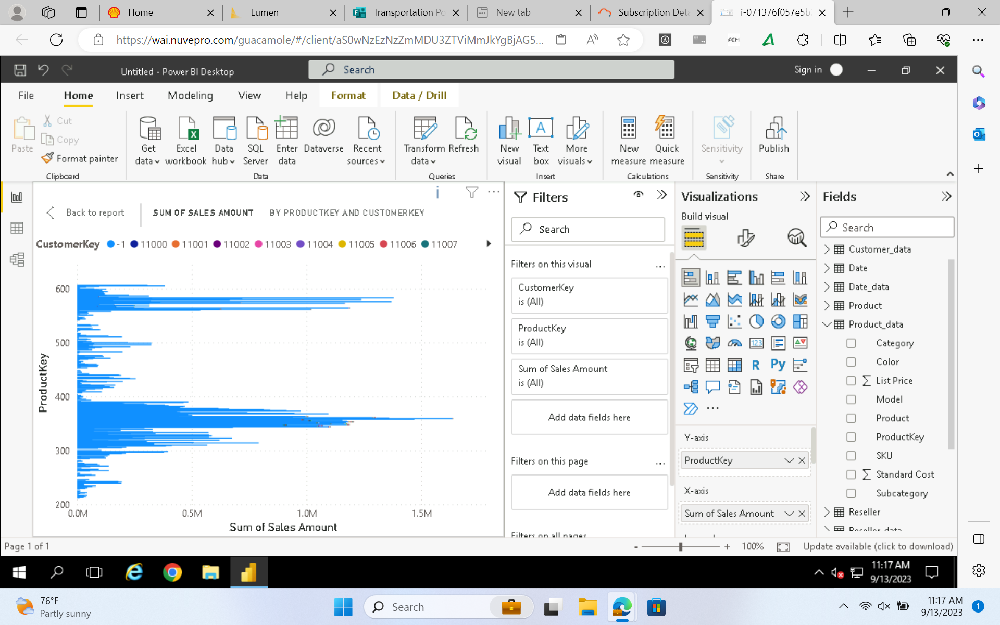 Home
Lumen
Transportation Po
New tab
Subscription Deta
i-071376f057e5b
https://wai.nuvepro.com/guacamole/#/client/aS0wNzEzNzZmMDU3ZTViMmJkYgBjAG5...
FCM
Untitled - Power BI Desktop
Search
Sign in
File Home Insert Modeling View Help Format Data / Drill
Paste
Cut
Copy
Format painter
Get data
Excel workbook
Data hub
SQL Server
Enter data
Dataverse
Recent sources
Transform data
Refresh
New visual
Text box
More visuals
New measure
Quick measure
Sensitivity
Publish
Clipboard Data Queries Insert Calculations Sensitivity Share
Back to report
SUM OF SALES AMOUNT
BY PRODUCTKEY AND CUSTOMERKEY
CustomerKey -1 11000 11001 11002 11003 11004 11005 11006 11007
ProductKey
600
500
400
300
200
0.0M 0.5M 1.0M 1.5M
Sum of Sales Amount
Filters
Search
Filters on this visual
...
CustomerKey
is (All)
ProductKey
is (All)
Sum of Sales Amount
is (All)
Add data fields here
Filters on this page
...
Add data fields here
Filters on all pages
Visualizations
Build visual
123
R
Py
...
Y-axis
ProductKey
X-axis
Sum of Sales Amount
Fields
Search
Customer_data
Date
Date_data
Product
Product_data
Category
Color
List Price
Model
Product
ProductKey
SKU
Standard Cost
Subcategory
Reseller
Reseller_data
Page 1 of 1
- + 100%
Update available (click to download)
11:17 AM
9/13/2023
76°F
Partly sunny
Search
11:17 AM
9/13/2023
1